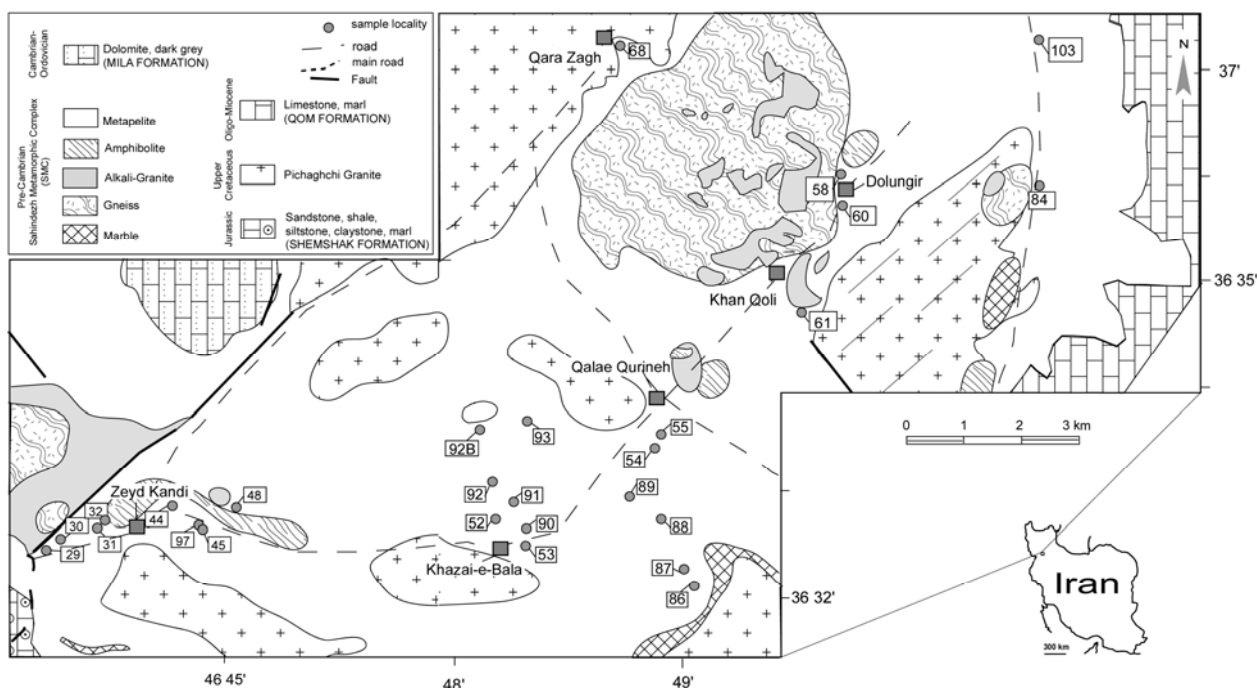 Cambrian-
Ordovician
Dolomite, dark grey
(MILA FORMATION)
sample locality
road
main road
Fault
Pre-Cambrian
Sahindezh Metamorphic Complex
(SMC)
Metapelite
Amphibolite
Alkali-Granite
Gneiss
Marble
Oligo-Miocene
Limestone, marl
(QOM FORMATION)
Upper
Cretaceous
Pichaghchi Granite
Jurassic
Sandstone, shale,
siltstone, claystone, marl
(SHEMSHAK FORMATION)
Qara Zagh
68
103
N
37'
58
Dolungir
60
84
Khan Qoli
36 35'
61
Qalae Qurineh
93
92B
55
54
0 1 2 3 km
Zeyd Kandi
92
91
89
48
32
44
30
52
90
88
31
97
45
29
53
Khazai-e-Bala
87
86
36 32'
Iran
300 km
46 45'
48'
49'